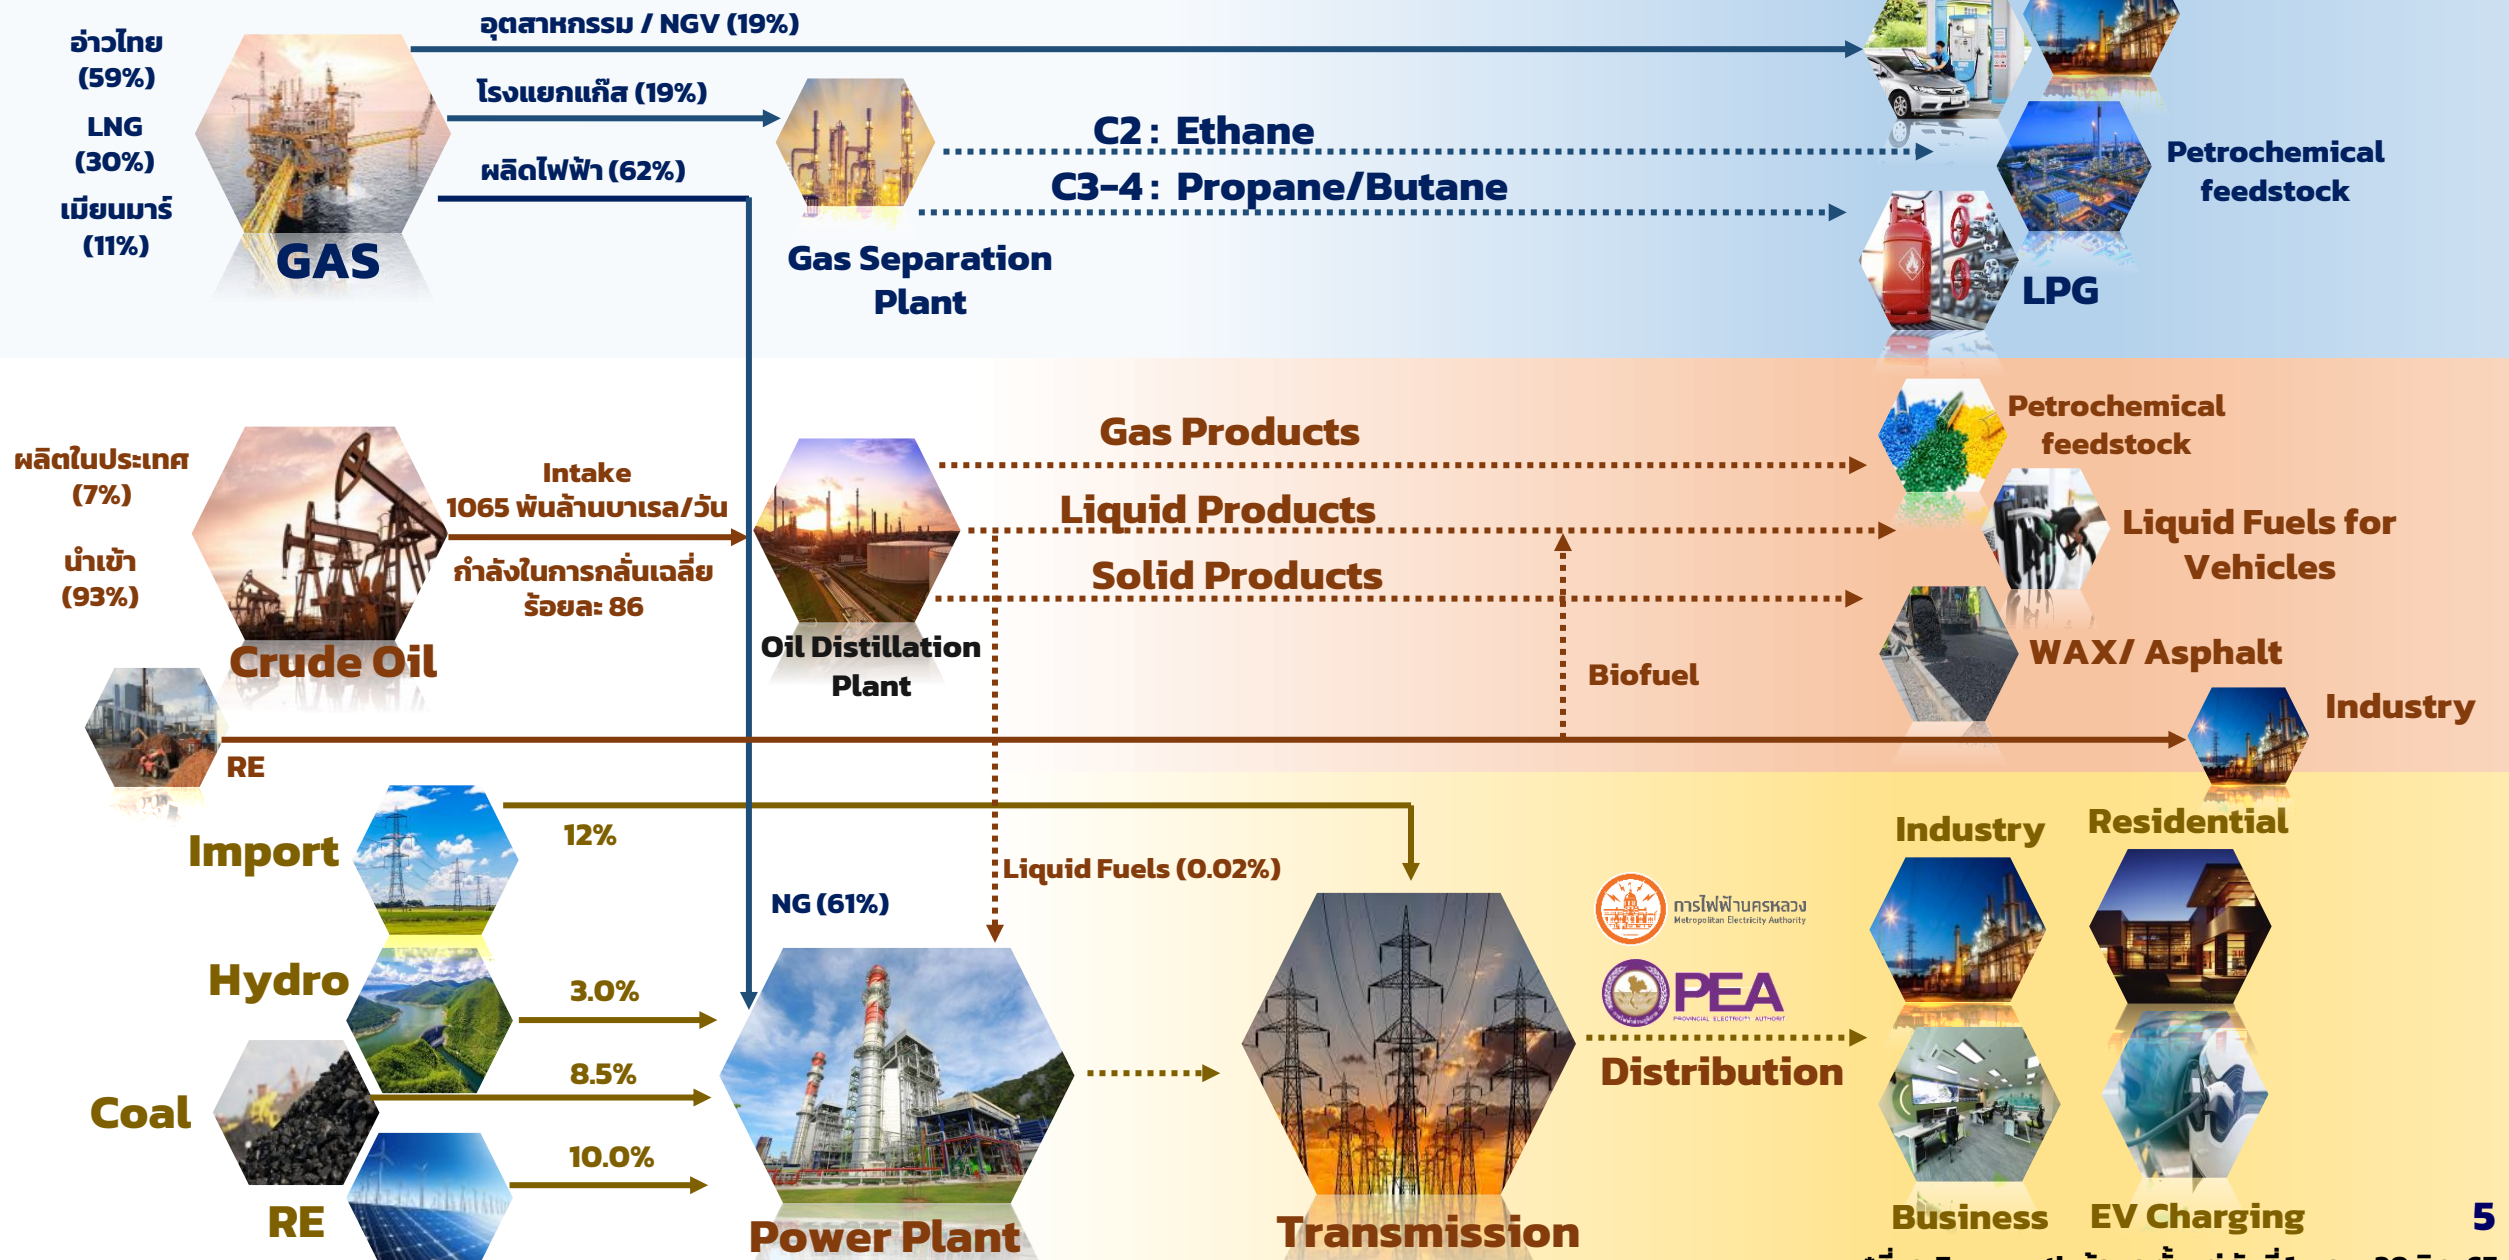 อุตสาหกรรม / NGV (19%)
อ่าวไทย
(59%)
LNG
(30%)
เมียนมาร์
(11%)
GAS
โรงแยกแก๊ส (19%)
ผลิตไฟฟ้า (62%)
Gas Separation
Plant
C2 : Ethane
C3-4 : Propane/Butane
Petrochemical
feedstock
LPG
ผลิตในประเทศ
(7%)
นำเข้า
(93%)
Crude Oil
Intake
1065 พันล้านบาเรล/วัน
กำลังในการกลั่นเฉลี่ย
ร้อยละ 86
Oil Distillation
Plant
Gas Products
Liquid Products
Solid Products
Biofuel
Petrochemical
feedstock
Liquid Fuels for
Vehicles
WAX/ Asphalt
Industry
RE
Import
12%
Liquid Fuels (0.02%)
NG (61%)
Hydro
3.0%
Coal
8.5%
RE
10.0%
Power Plant
Transmission
การไฟฟ้านครหลวง
Metropolitan Electricity Authority
PEA
PROVINCIAL ELECTRICITY AUTHORIT
Distribution
Industry
Residential
Business
EV Charging
5